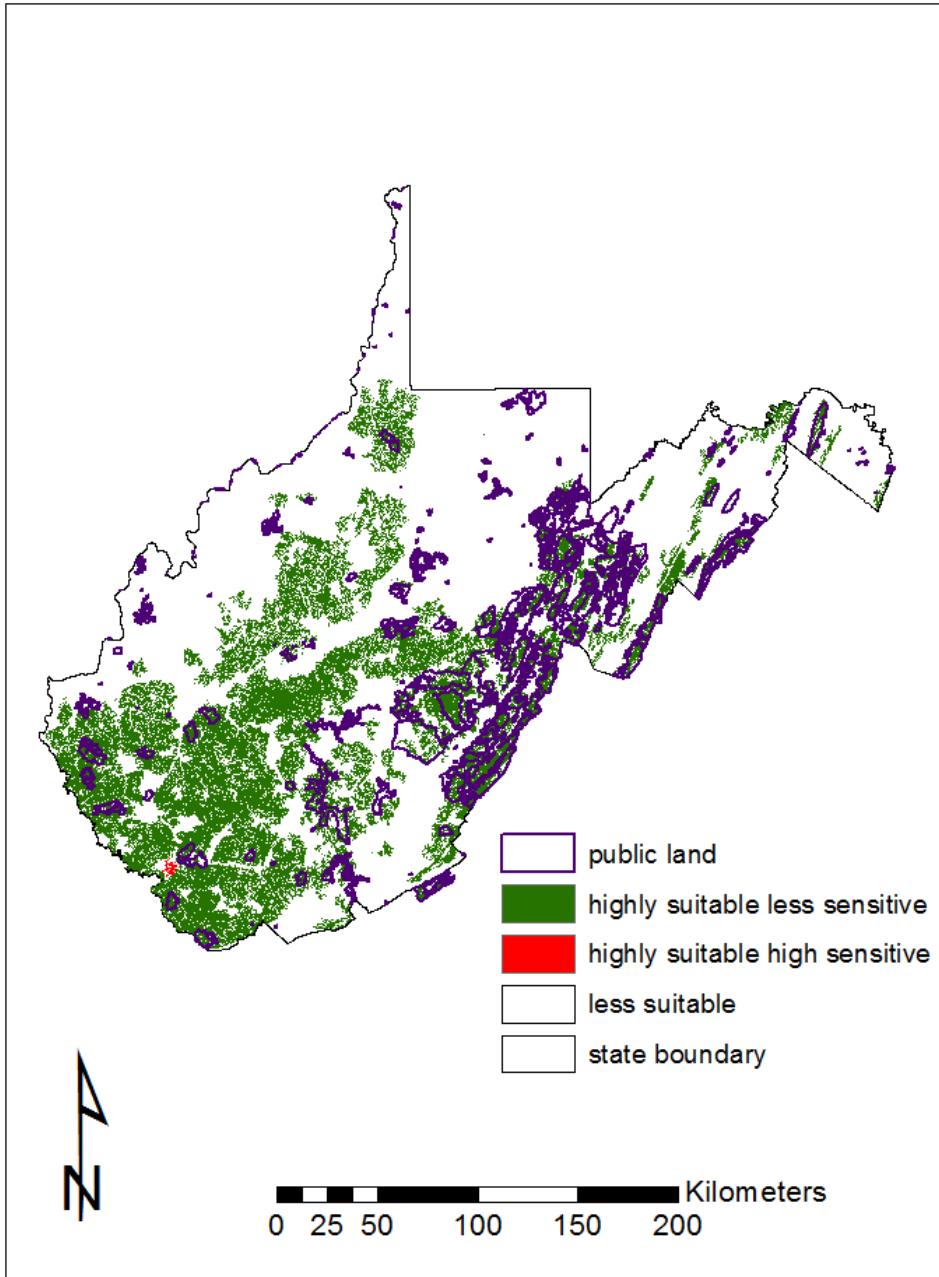 public land
highly suitable less sensitive
highly suitable high sensitive
less suitable
state boundary
N
Kilometers
0 25 50 100 150 200